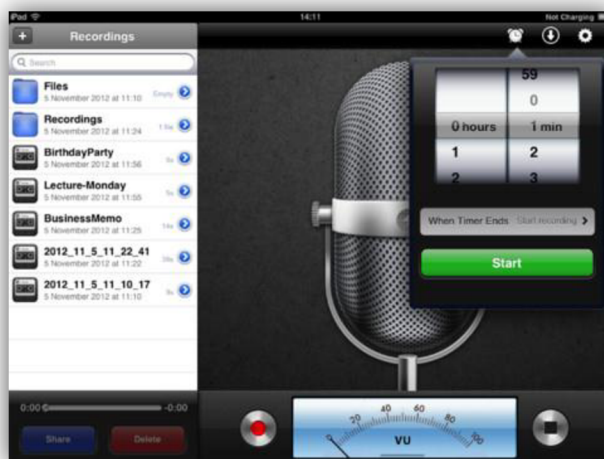 iPad 14:11 Not Charging
+ Recordings
Search
Files
5 November 2012 at 11:10 Empty
Recordings
5 November 2012 at 11:24 1 file
BirthdayParty
5 November 2012 at 11:56
Lecture-Monday
5 November 2012 at 11:55
BusinessMemo
5 November 2012 at 11:25
2012_11_5_11_22_41
5 November 2012 at 11:22
2012_11_5_11_10_17
5 November 2012 at 11:10
0:00 -0:00
Share Delete
59
0
0 hours 1 min
1 2
2 3
When Timer Ends Start recording
Start
0 20 40 60 80 100
VU